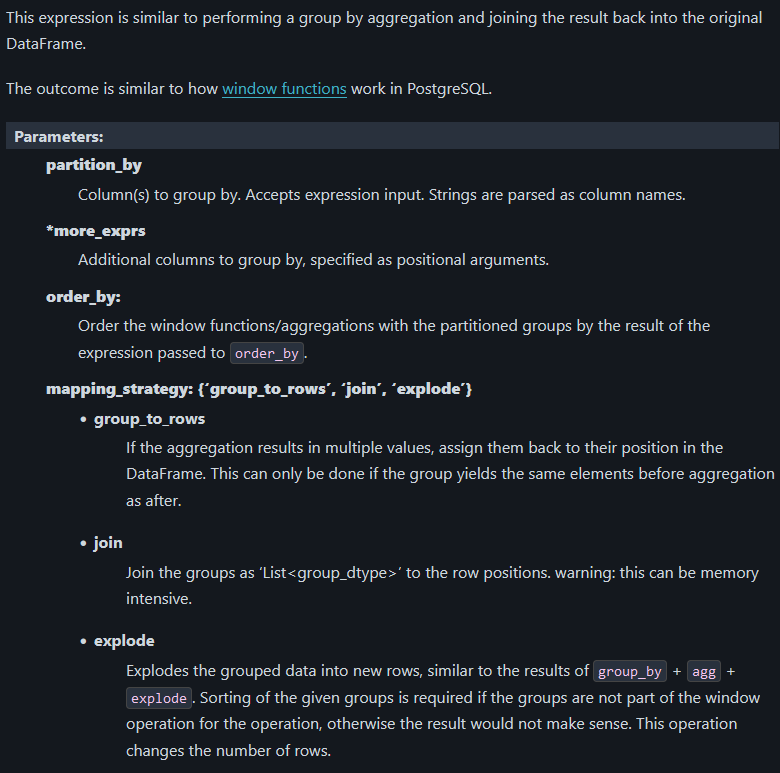 This expression is similar to performing a group by aggregation and joining the result back into the original
DataFrame.
The outcome is similar to how window functions work in PostgreSQL.
Parameters:
partition_by
Column(s) to group by. Accepts expression input. Strings are parsed as column names.
*more_exprs
Additional columns to group by, specified as positional arguments.
order_by:
Order the window functions/aggregations with the partitioned groups by the result of the
expression passed to order_by.
mapping_strategy: {‘group_to_rows’, ‘join’, ‘explode’}
• group_to_rows
If the aggregation results in multiple values, assign them back to their position in the
DataFrame. This can only be done if the group yields the same elements before aggregation
as after.
• join
Join the groups as ‘List<group_dtype>’ to the row positions. warning: this can be memory
intensive.
• explode
Explodes the grouped data into new rows, similar to the results of group_by + agg +
explode. Sorting of the given groups is required if the groups are not part of the window
operation for the operation, otherwise the result would not make sense. This operation
changes the number of rows.